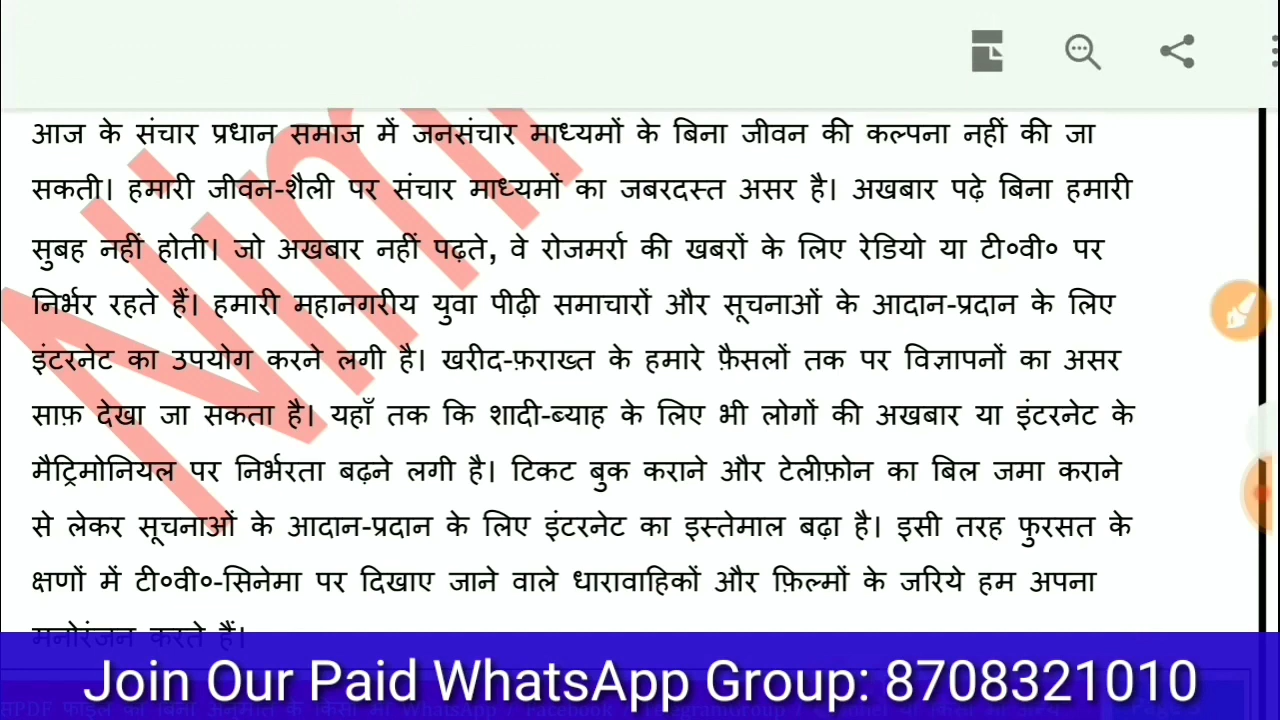 आज के संचार प्रधान समाज में जनसंचार माध्यमों के बिना जीवन की कल्पना नहीं की जा
सकती। हमारी जीवन-शैली पर संचार माध्यमों का जबरदस्त असर है। अखबार पढ़े बिना हमारी
सुबह नहीं होती। जो अखबार नहीं पढ़ते, वे रोजमर्रा की खबरों के लिए रेडियो या टी०वी० पर
निर्भर रहते हैं। हमारी महानगरीय युवा पीढ़ी समाचारों और सूचनाओं के आदान-प्रदान के लिए
इंटरनेट का उपयोग करने लगी है। खरीद-फ़राख्त के हमारे फ़ैसलों तक पर विज्ञापनों का असर
साफ़ देखा जा सकता है। यहाँ तक कि शादी-ब्याह के लिए भी लोगों की अखबार या इंटरनेट के
मैट्रिमोनियल पर निर्भरता बढ़ने लगी है। टिकट बुक कराने और टेलीफ़ोन का बिल जमा कराने
से लेकर सूचनाओं के आदान-प्रदान के लिए इंटरनेट का इस्तेमाल बढ़ा है। इसी तरह फुरसत के
क्षणों में टी०वी०-सिनेमा पर दिखाए जाने वाले धारावाहिकों और फ़िल्मों के जरिये हम अपना
मनोरंजन करते हैं।
Join Our Paid WhatsApp Group: 8708321010